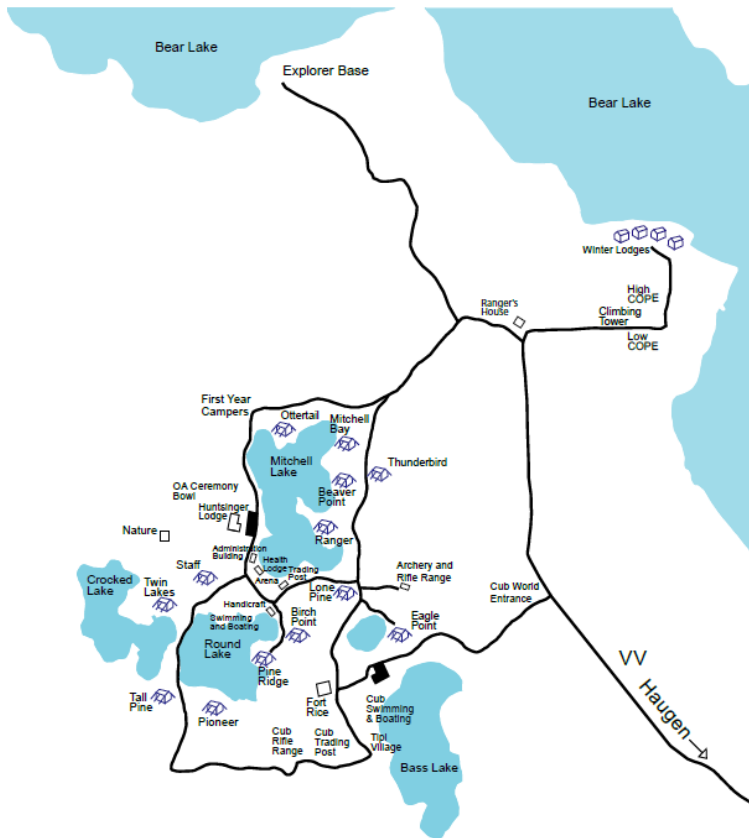 Bear Lake
Explorer Base
Bear Lake
Winter Lodges
High
COPE
Ranger's
House
Climbing
Tower
Low
COPE
First Year
Campers
Ottertail
Mitchell
Bay
Mitchell
Lake
Thunderbird
OA Ceremony
Bowl
Beaver
Point
Huntsinger
Lodge
Nature
Ranger
Administration
Building
Health
Lodge
Trading
Post
Arena
Staff
Archery and
Rifle Range
Crocked
Lake
Twin
Lakes
Lone
Pine
Cub World
Entrance
Handicraft
Swimming
and Boating
Birch
Point
Eagle
Point
Round
Lake
Pine
Ridge
VV
Tall
Pine
Pioneer
Fort
Rice
Cub
Swimming
& Boating
Haugen
Cub
Rifle
Range
Cub
Trading
Post
Tipi
Village
Bass Lake